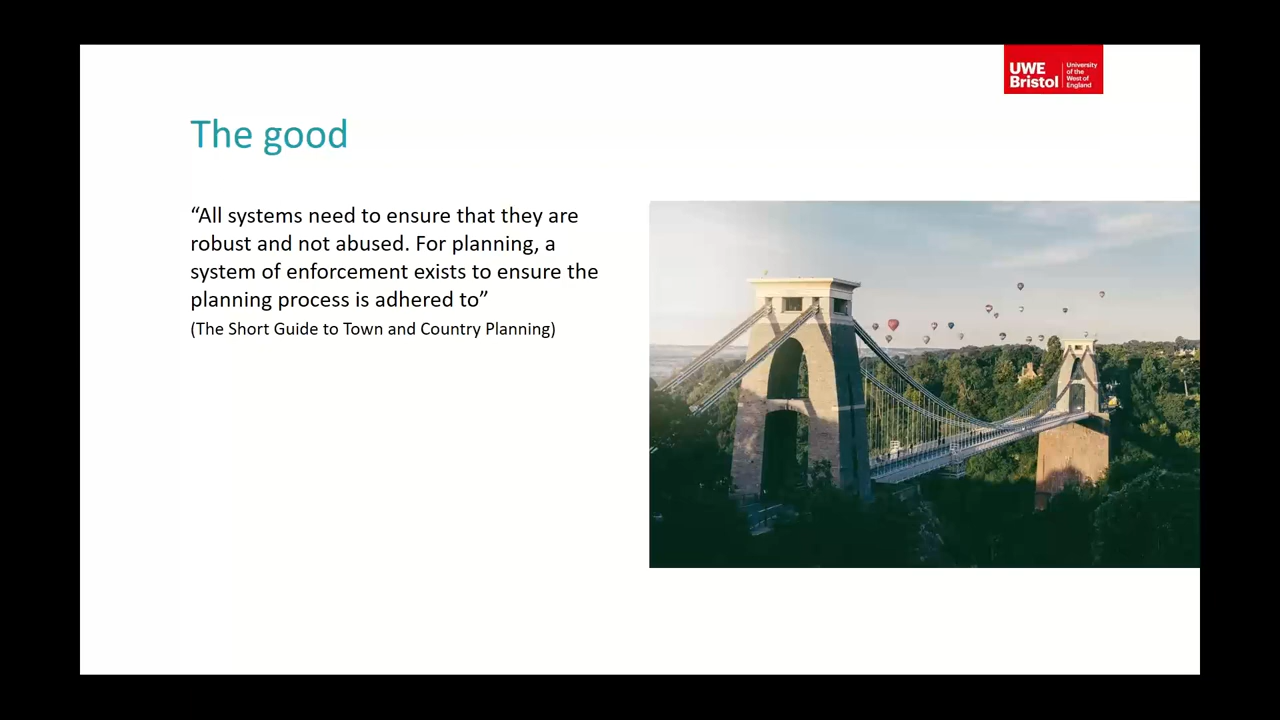 UWE
Bristol
University
of the
West of
England
The good
“All systems need to ensure that they are
robust and not abused. For planning, a
system of enforcement exists to ensure the
planning process is adhered to”
(The Short Guide to Town and Country Planning)